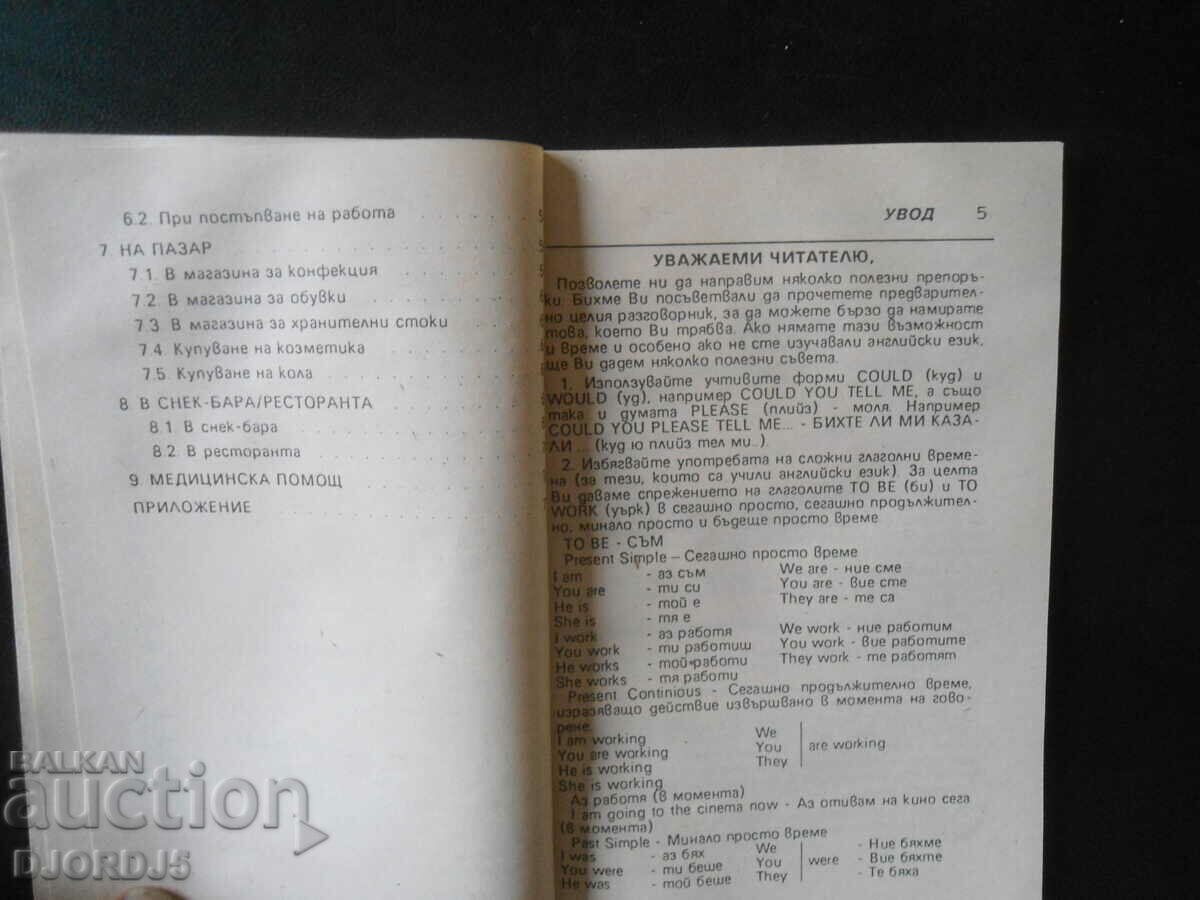 6.2. При постъпване на работа . . . . . . . . 5
7 НА ПАЗАР . . . . . . . . . . . . . . . . 5
7.1. В магазина за конфекция . . . . . . . . 5
7.2. В магазина за обувки . . . . . . . . . .
7.3. В магазина за хранителни стоки . . . . .
7.4. Купуване на козметика . . . . . . . . .
7.5. Купуване на кола . . . . . . . . . . .
8. В СНЕК-БАРА/РЕСТОРАНТА . . . . . . . .
8.1. В снек-бара . . . . . . . . . . . . .
8.2. В ресторанта . . . . . . . . . . . .
9. МЕДИЦИНСКА ПОМОЩ . . . . . . . . . .
ПРИЛОЖЕНИЕ . . . . . . . . . . . . . . .
УВОД 5
УВАЖАЕМИ ЧИТАТЕЛЮ,
Позволете ни да направим няколко полезни препоръ-
ки. Бихме Ви посъветвали да прочетете предварител-
но целия разговорник, за да можете бързо да намирате
това, което Ви трябва. Ако нямате тази възможност
и време и особено ако не сте изучавали английски език,
ще Ви дадем няколко полезни съвета.
1. Използувайте учтивите форми COULD (куд) и
WOULD (уд), например COULD YOU TELL ME, а също
така и думата PLEASE (плийз) - моля. Например
COULD YOU PLEASE TELL ME... - БИХТЕ ЛИ МИ КАЗА-
ЛИ ... (куд ю плийз тел ми..).
2. Избягвайте употребата на сложни глаголни време-
на (за тези, които са учили английски език). За целта
Ви даваме спрежението на глаголите TO BE (би) и TO
WORK (уърк) в сегашно просто, сегашно продължител-
но, минало просто и бъдеще просто време
TO BE - СЪМ
Present Simple – Сегашно просто време
I am - аз съм We are - ние сме
You are - ти си You are - вие сте
He is - той е They are - те са
She is - тя е
I work - аз работя We work - ние работим
You work - ти работиш You work - вие работите
He works - той работи They work - те работят
She works - тя работи
Present Continious - Сегашно продължително време,
изразяващо действие извършвано в момента на гово-
рене.
I am working We
You are working You are working
He is working They
She is working
Аз работя (в момента)
I am going to the cinema now - Аз отивам на кино сега
(в момента)
Past Simple - Минало просто време
I was - аз бях We - Ние бяхме
You were - ти беше You were - Вие бяхте
He was - той беше They - Те бяха
BALKAN
auction
DJORDJ5